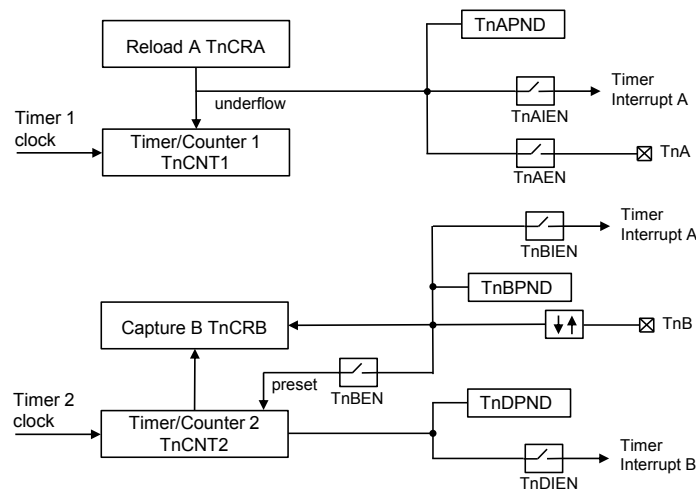 TnAPND
Reload A TnCRA
underflow
TnAIEN
Timer
Interrupt A
Timer 1
clock
Timer/Counter 1
TnCNT1
TnAEN
TnA
TnBIEN
Timer
Interrupt A
TnBPND
Capture B TnCRB
TnB
preset
TnBEN
Timer 2
clock
Timer/Counter 2
TnCNT2
TnDPND
TnDIEN
Timer
Interrupt B